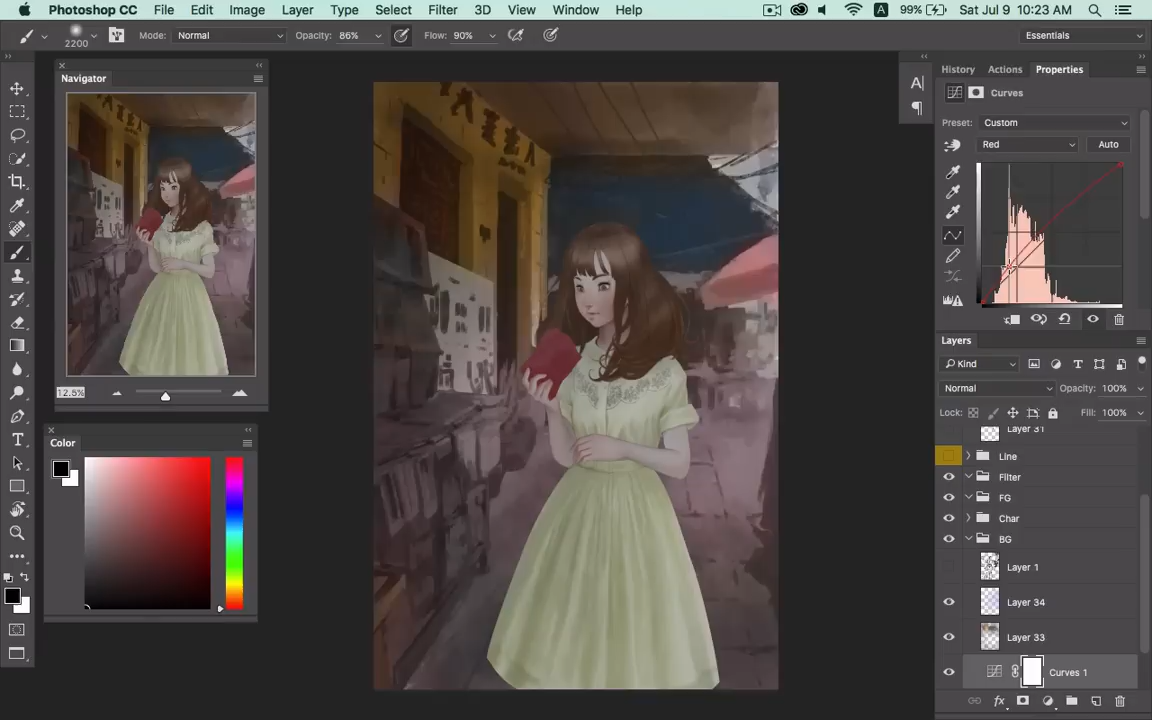 Photoshop CC File Edit Image Layer Type Select Filter 3D View Window Help A 99% Sat Jul 9 10:23 AM
2200 Mode: Normal Opacity: 86% Flow: 90% Essentials
Navigator
12.5%
Color
A
History Actions Properties
Curves
Preset: Custom
Red Auto
Layers
Kind
Normal Opacity: 100%
Lock: Fill: 100%
Layer 31
Line
Filter
FG
Char
BG
Layer 1
Layer 34
Layer 33
Curves 1
fx